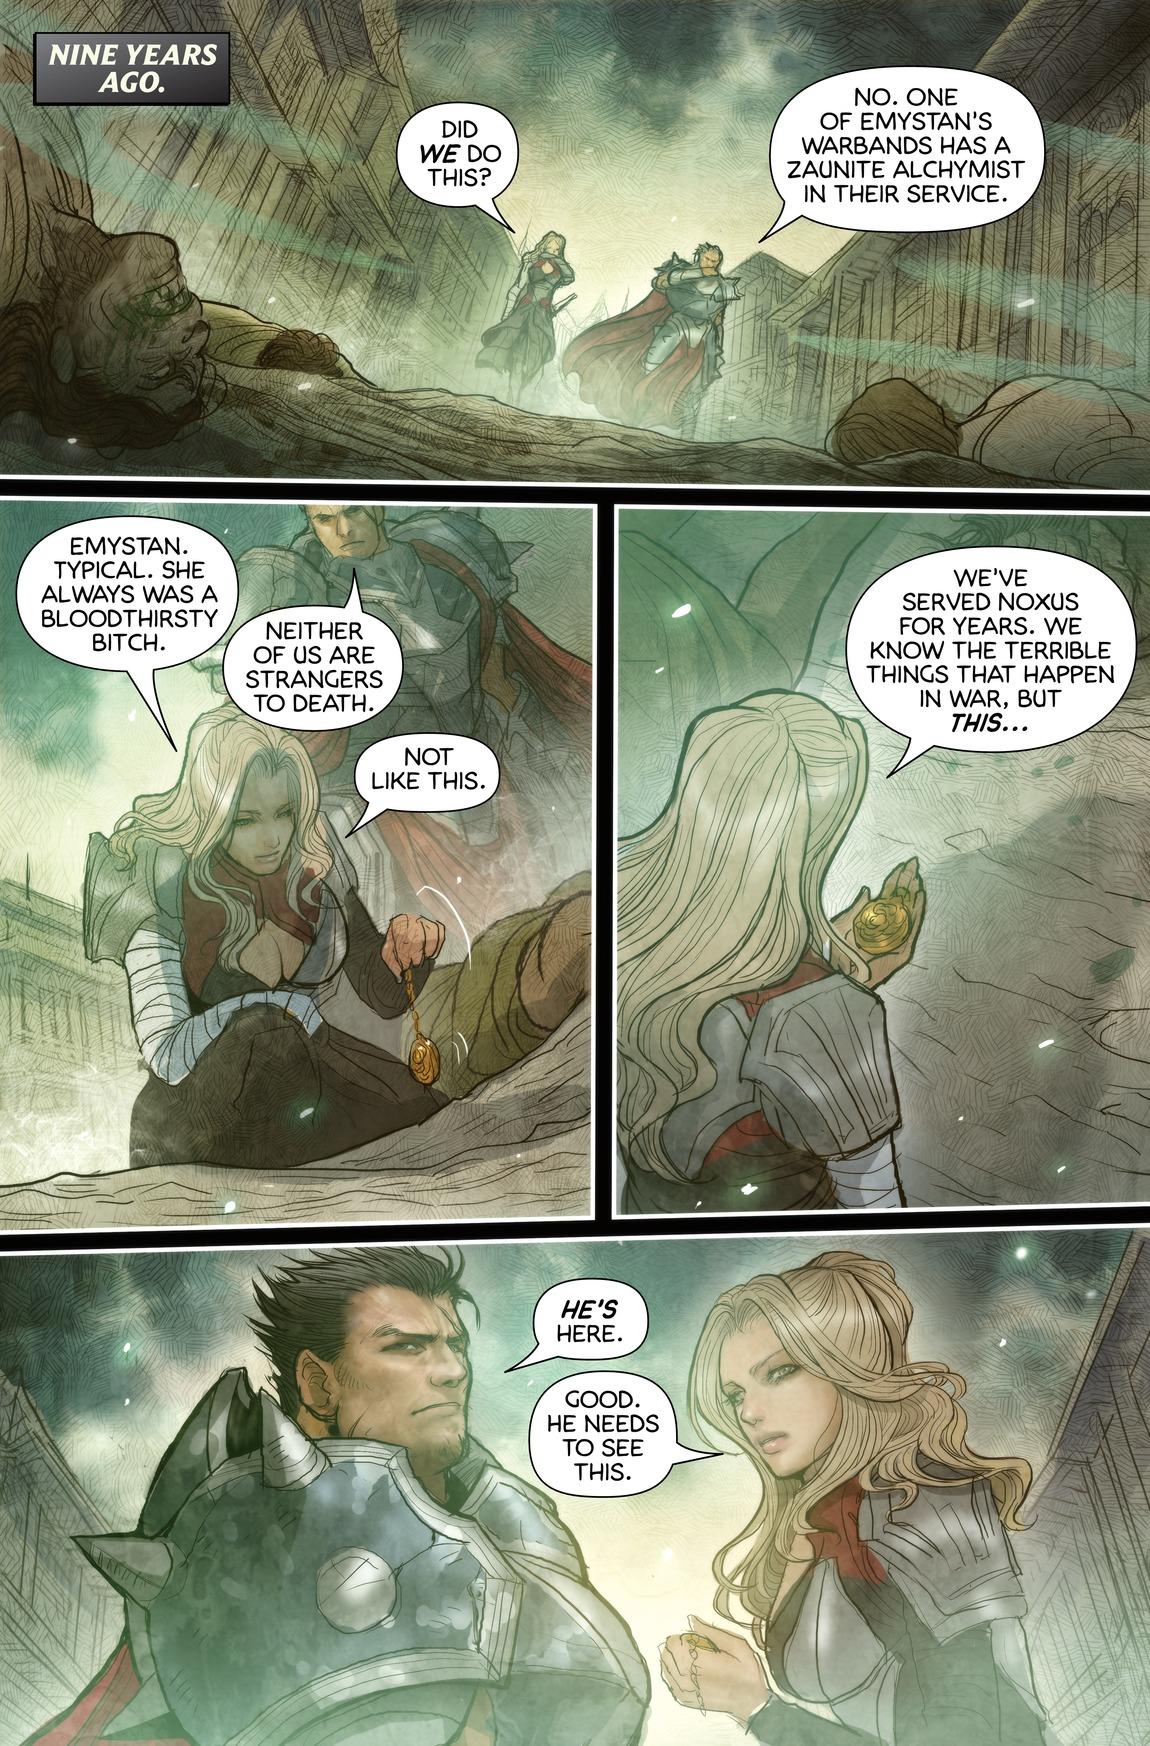 NINE YEARS
AGO.
DID
WE DO
THIS?
NO. ONE
OF EMYSTAN'S
WARBANDS HAS A
ZAUNITE ALCHYMIST
IN THEIR SERVICE.
EMYSTAN.
TYPICAL. SHE
ALWAYS WAS A
BLOODTHIRSTY
BITCH.
NEITHER
OF US ARE
STRANGERS
TO DEATH.
NOT
LIKE THIS.
WE'VE
SERVED NOXUS
FOR YEARS. WE
KNOW THE TERRIBLE
THINGS THAT HAPPEN
IN WAR, BUT
THIS...
HE'S
HERE.
GOOD.
HE NEEDS
TO SEE
THIS.